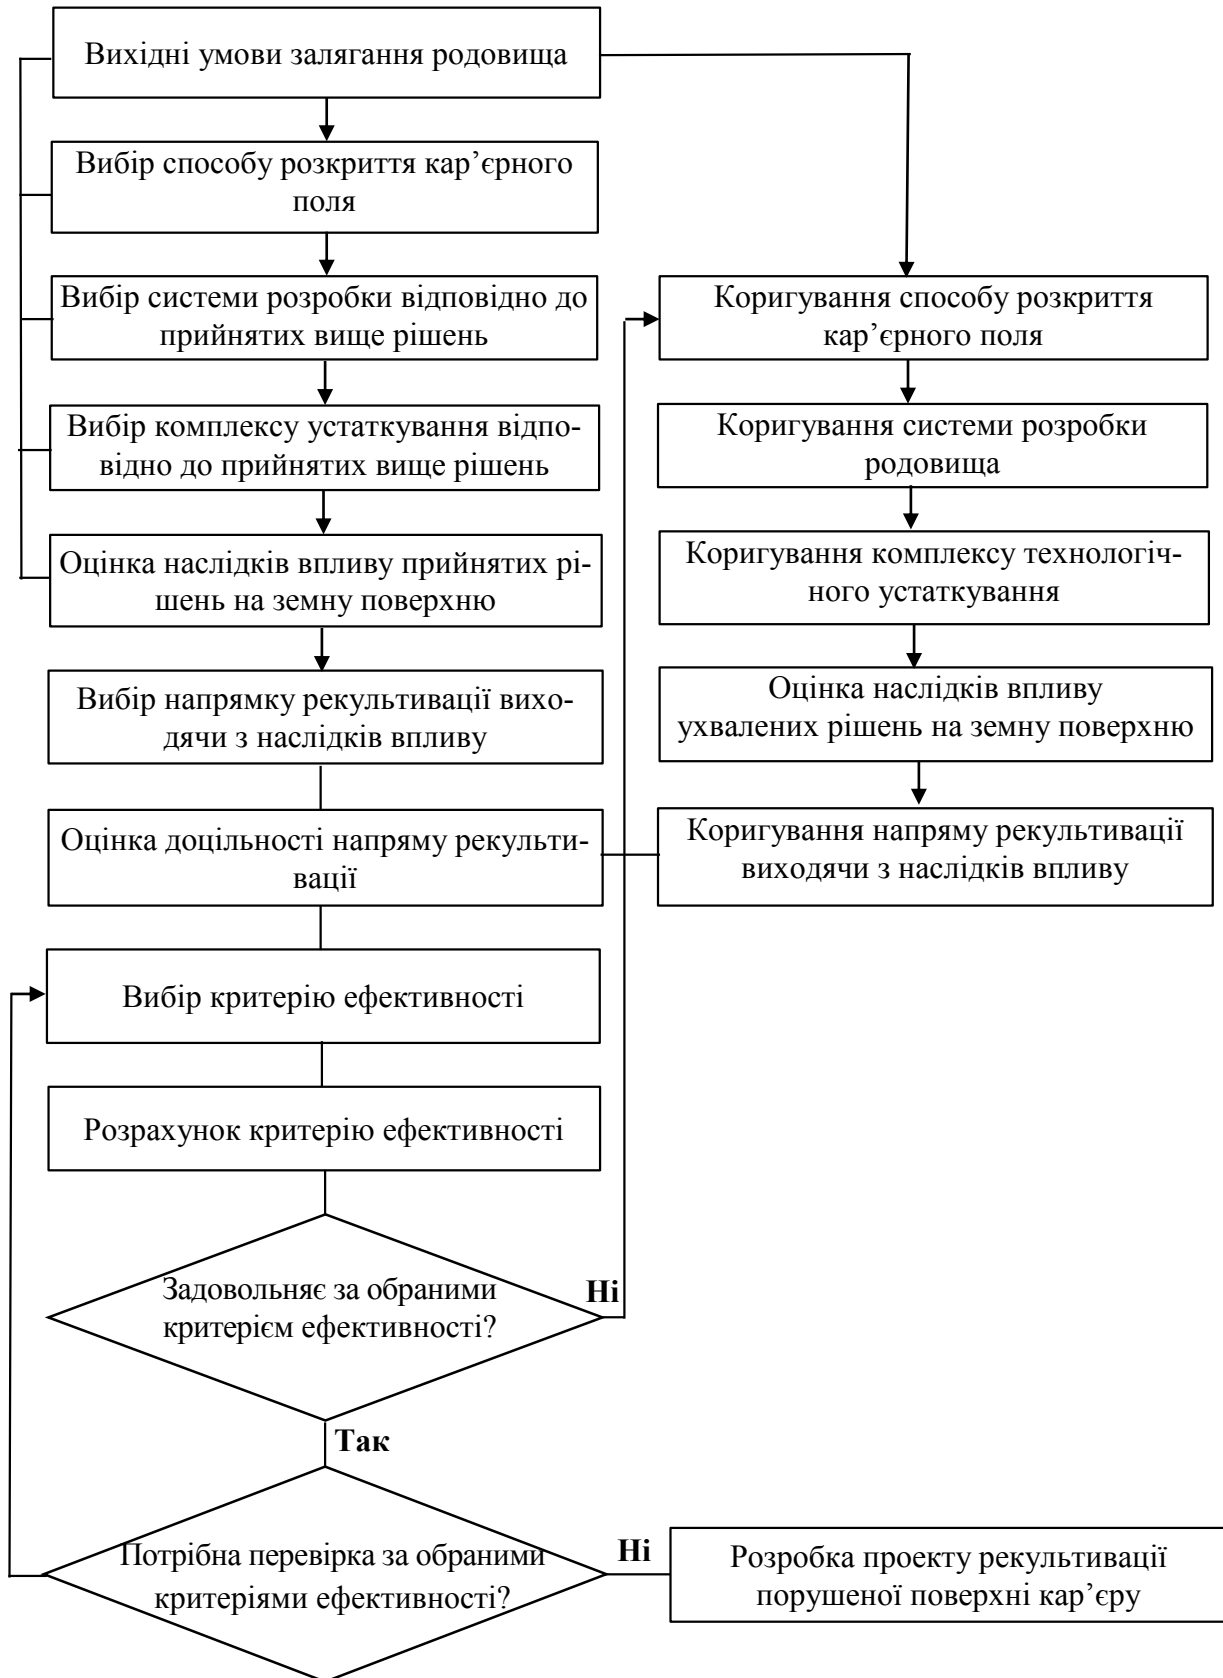 Вихідні умови залягання родовища
Вибір способу розкриття кар’єрного
поля
Вибір системи розробки відповідно до
прийнятих вище рішень
Вибір комплексу устаткування відпо-
відно до прийнятих вище рішень
Оцінка наслідків впливу прийнятих рі-
шень на земну поверхню
Вибір напрямку рекультивації вихо-
дячи з наслідків впливу
Оцінка доцільності напряму рекульти-
вації
Вибір критерію ефективності
Розрахунок критерію ефективності
Задовольняє за обраними
критерієм ефективності?
Ні
Так
Потрібна перевірка за обраними
критеріями ефективності?
Ні
Розробка проекту рекультивації
порушеної поверхні кар’єру
Коригування способу розкриття
кар’єрного поля
Коригування системи розробки
родовища
Коригування комплексу технологіч-
ного устаткування
Оцінка наслідків впливу
ухвалених рішень на земну поверхню
Коригування напряму рекультивації
виходячи з наслідків впливу